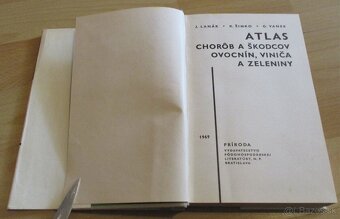 J. LANÁK • K. ŠIMKO • G. VANEK
ATLAS
CHORÔB A ŠKODCOV
OVOCNÍN, VINIČA
A ZELENINY
1969
PRÍRODA
VYDAVATEĽSTVO
PÔDOHOSPODÁRSKEJ
LITERATÚRY, N. P.
BRATISLAVA